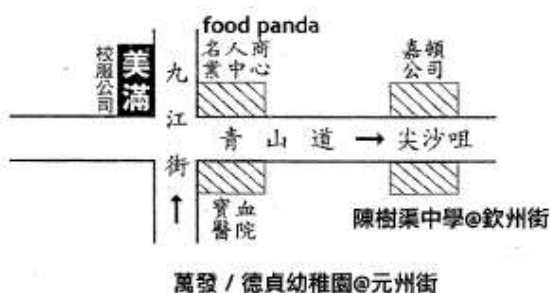 food panda
名人商
業中心
嘉頓
公司
美滿
校服公司
九江街
青山道 → 尖沙咀
寶血
醫院
陳樹渠中學@欽州街
萬發 / 德貞幼稚園@元州街